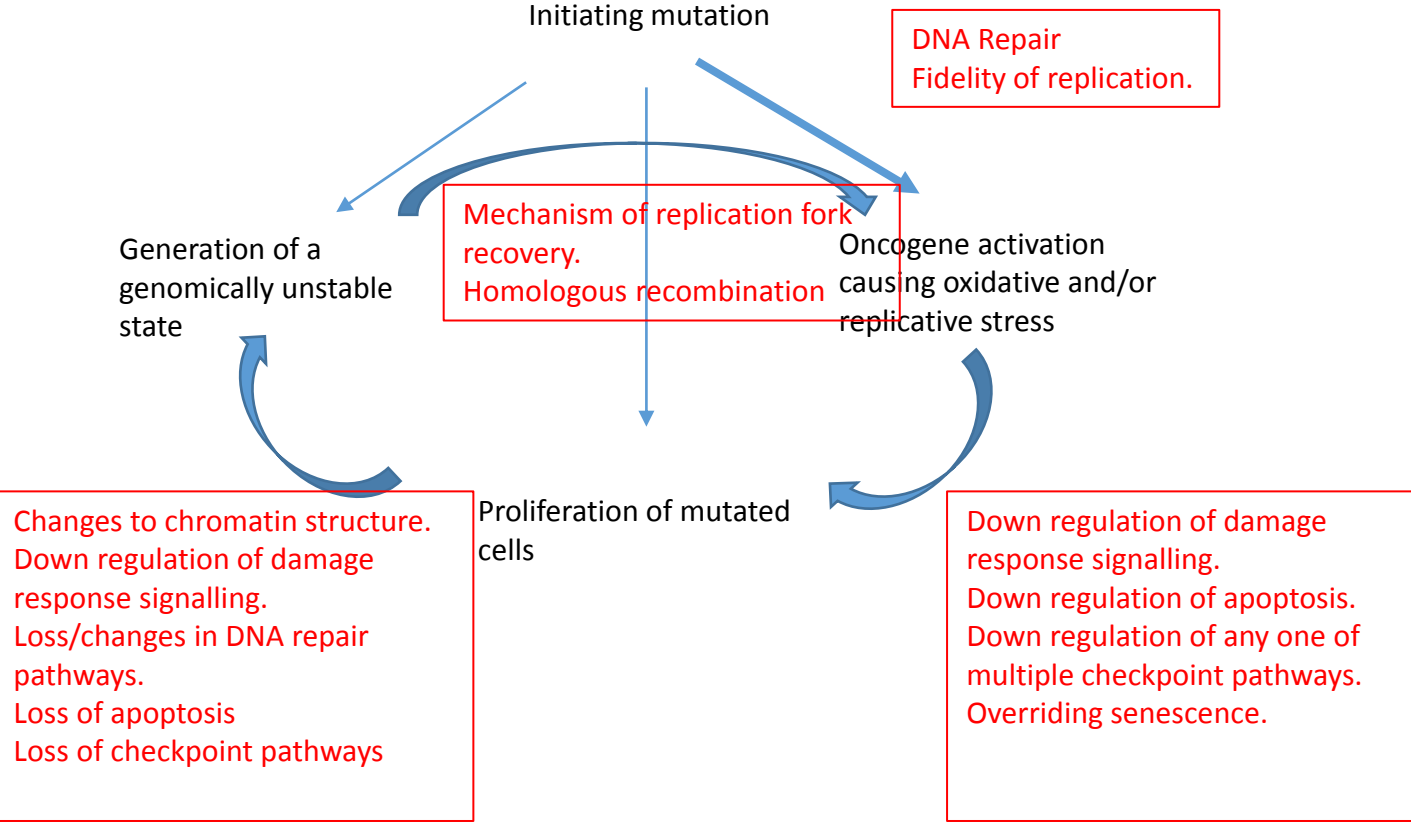 Initiating mutation
DNA Repair
Fidelity of replication.
Mechanism of replication fork
recovery.
Homologous recombination
Generation of a
genomically unstable
state
Oncogene activation
causing oxidative and/or
replicative stress
Proliferation of mutated
cells
Changes to chromatin structure.
Down regulation of damage
response signalling.
Loss/changes in DNA repair
pathways.
Loss of apoptosis
Loss of checkpoint pathways
Down regulation of damage
response signalling.
Down regulation of apoptosis.
Down regulation of any one of
multiple checkpoint pathways.
Overriding senescence.